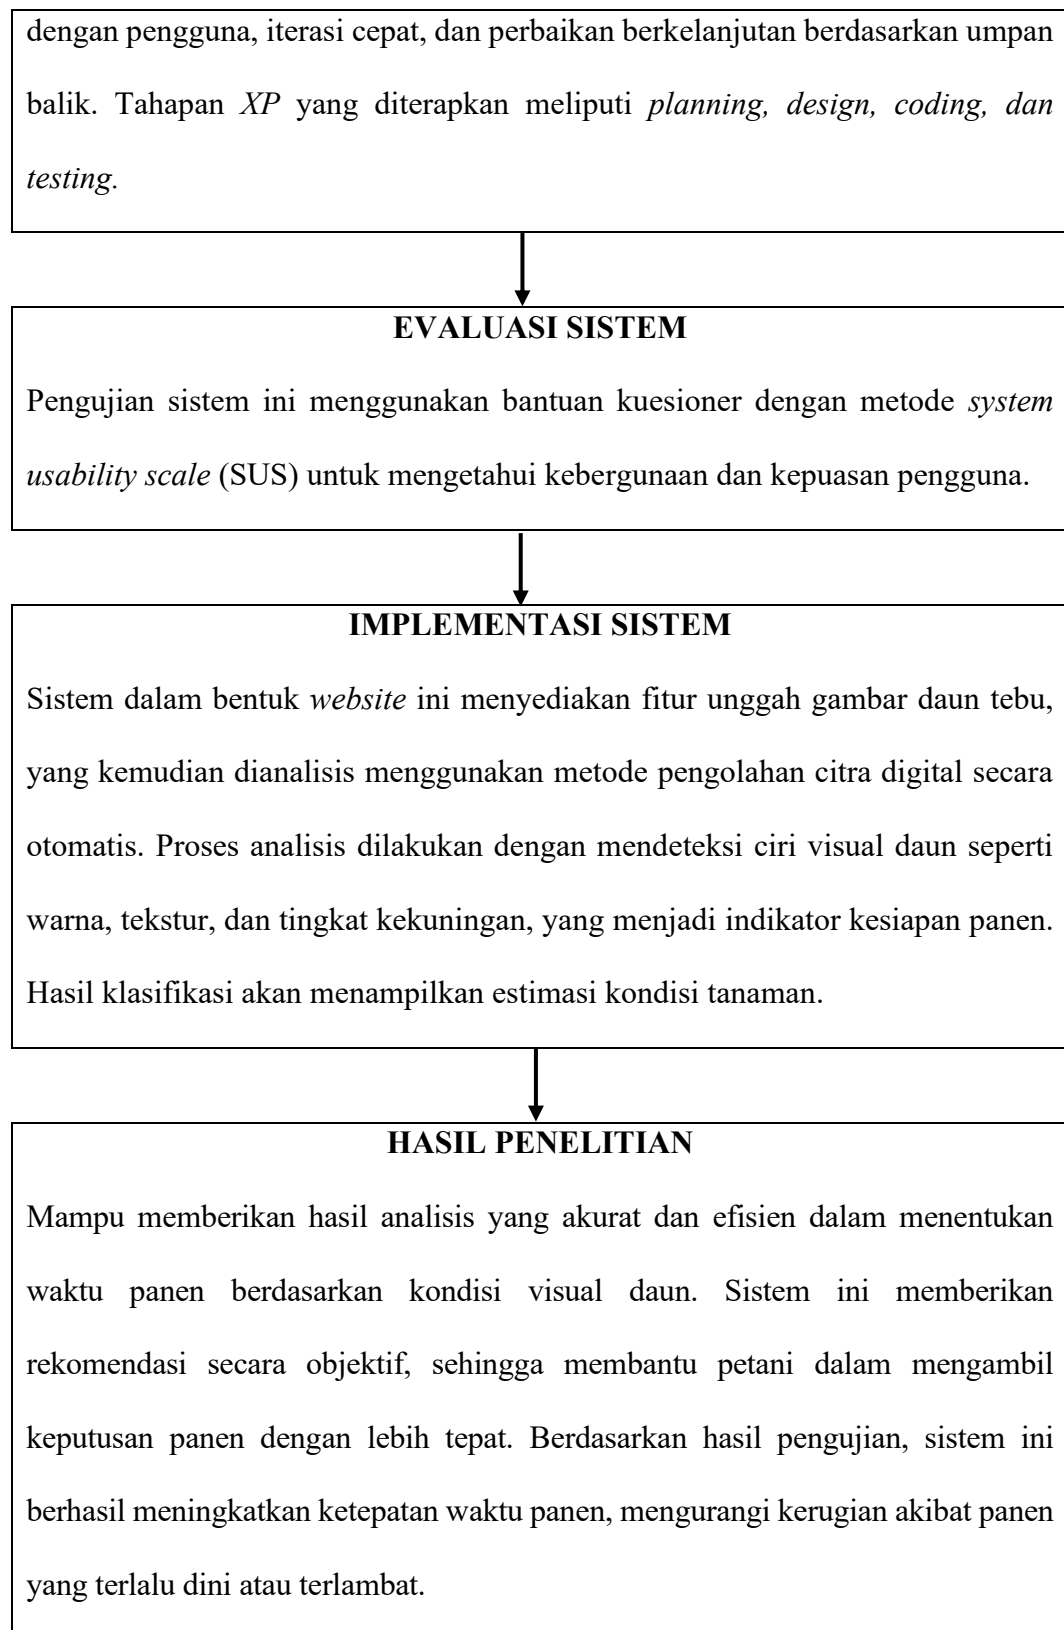 dengan pengguna, iterasi cepat, dan perbaikan berkelanjutan berdasarkan umpan
balik. Tahapan XP yang diterapkan meliputi planning, design, coding, dan
testing.
EVALUASI SISTEM
Pengujian sistem ini menggunakan bantuan kuesioner dengan metode system
usability scale (SUS) untuk mengetahui kebergunaan dan kepuasan pengguna.
IMPLEMENTASI SISTEM
Sistem dalam bentuk website ini menyediakan fitur unggah gambar daun tebu,
yang kemudian dianalisis menggunakan metode pengolahan citra digital secara
otomatis. Proses analisis dilakukan dengan mendeteksi ciri visual daun seperti
warna, tekstur, dan tingkat kekuningan, yang menjadi indikator kesiapan panen.
Hasil klasifikasi akan menampilkan estimasi kondisi tanaman.
HASIL PENELITIAN
Mampu memberikan hasil analisis yang akurat dan efisien dalam menentukan
waktu panen berdasarkan kondisi visual daun. Sistem ini memberikan
rekomendasi secara objektif, sehingga membantu petani dalam mengambil
keputusan panen dengan lebih tepat. Berdasarkan hasil pengujian, sistem ini
berhasil meningkatkan ketepatan waktu panen, mengurangi kerugian akibat panen
yang terlalu dini atau terlambat.